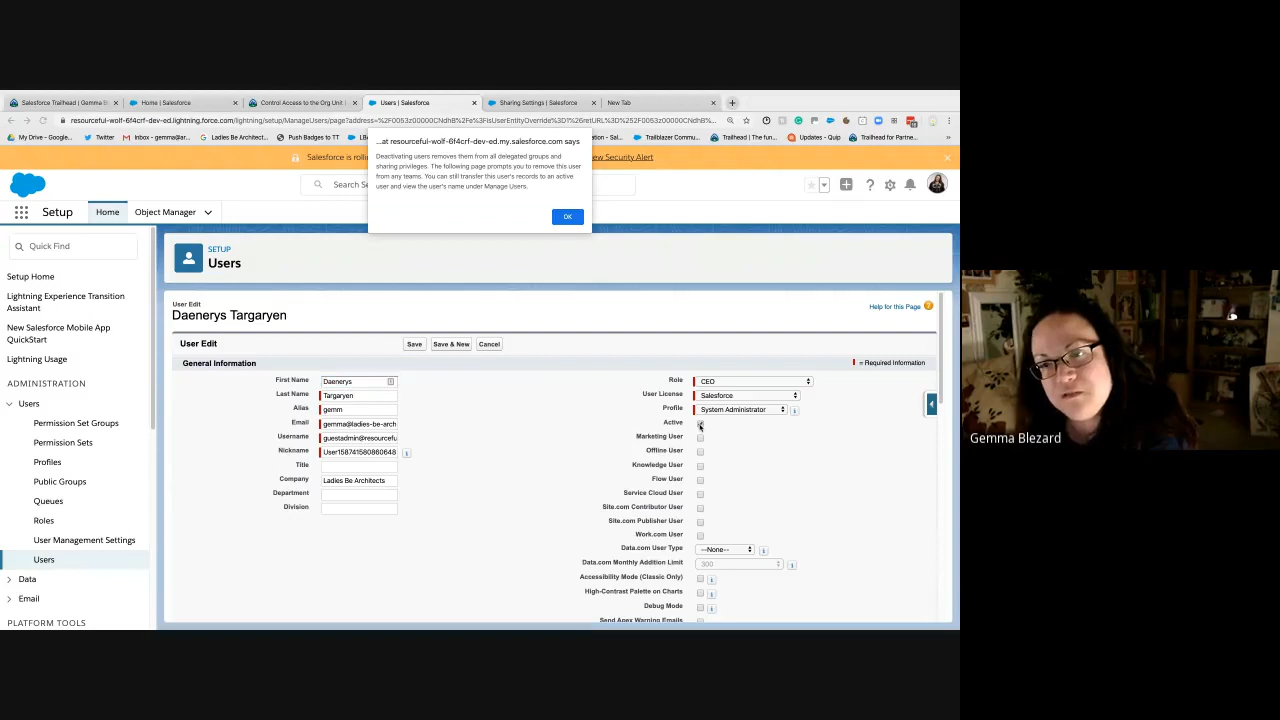 Salesforce Trailhead | Gemma B
Home | Salesforce
Control Access to the Org Unit
Users | Salesforce
Sharing Settings | Salesforce
New Tab
resourceful-wolf-6f4crf-dev-ed.lightning.force.com/lightning/setup/ManageUsers/page?address=%2F0053z00000CNdhB%2Fe%3FisUserEntityOverride%3D1%26retURL%3D%252F0053z00000CNdhB%...
My Drive - Google...
Twitter
Inbox - gemma@ar...
Ladies Be Architect...
Push Badges to TT
Trailblazer Commu...
Trailhead | The fun...
Updates - Quip
Trailhead for Partne...
Salesforce is rolli
ew Security Alert
...at resourceful-wolf-6f4crf-dev-ed.my.salesforce.com says
Deactivating users removes them from all delegated groups and
sharing privileges. The following page prompts you to remove this user
from any teams. You can still transfer this user's records to an active
user and view the user's name under Manage Users.
OK
Search Se
Setup
Home
Object Manager
Quick Find
Setup Home
Lightning Experience Transition
Assistant
New Salesforce Mobile App
QuickStart
Lightning Usage
ADMINISTRATION
Users
Permission Set Groups
Permission Sets
Profiles
Public Groups
Queues
Roles
User Management Settings
Users
Data
Email
PLATFORM TOOLS
SETUP
Users
User Edit
Daenerys Targaryen
Help for this Page
User Edit
Save
Save & New
Cancel
General Information
= Required Information
First Name Daenerys
Last Name Targaryen
Alias gemm
Email gemma@ladies-be-arch
Username guestadmin@resourcefu
Nickname User158741580860648
Title
Company Ladies Be Architects
Department
Division
Role CEO
User License Salesforce
Profile System Administrator
Active
Marketing User
Offline User
Knowledge User
Flow User
Service Cloud User
Site.com Contributor User
Site.com Publisher User
Work.com User
Data.com User Type --None--
Data.com Monthly Addition Limit 300
Accessibility Mode (Classic Only)
High-Contrast Palette on Charts
Debug Mode
Send Apex Warning Emails
Gemma Blezard